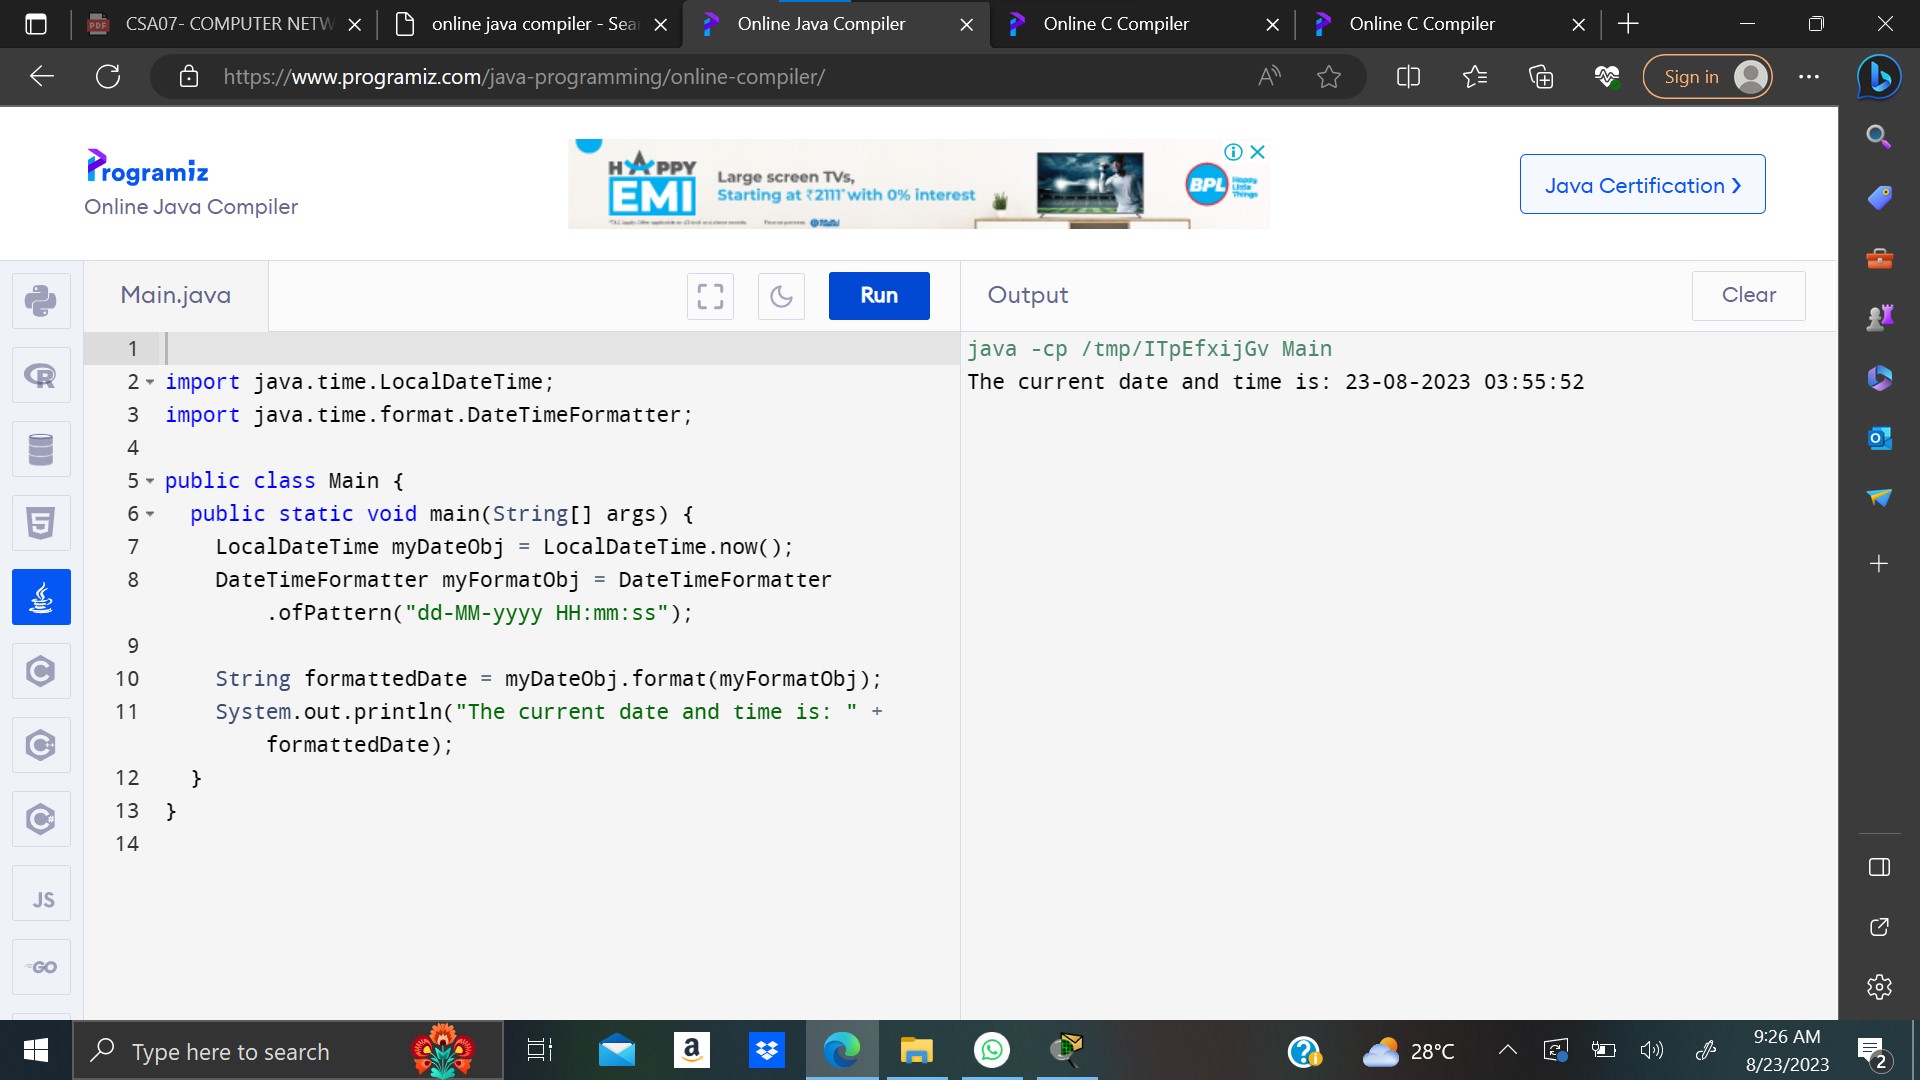 CSA07- COMPUTER NETW
online java compiler - Sea
Online Java Compiler
Online C Compiler
Online C Compiler
https://www.programiz.com/java-programming/online-compiler/
Sign in
Programiz
Online Java Compiler
HAPPY
EMI
Large screen TVs,
Starting at ₹2111* with 0% interest
BPL
Happy
Little
Things
Java Certification ❯
Main.java
Run
Output
Clear
1
2 import java.time.LocalDateTime;
3 import java.time.format.DateTimeFormatter;
4
5 public class Main {
6 public static void main(String[] args) {
7 LocalDateTime myDateObj = LocalDateTime.now();
8 DateTimeFormatter myFormatObj = DateTimeFormatter
.ofPattern("dd-MM-yyyy HH:mm:ss");
9
10 String formattedDate = myDateObj.format(myFormatObj);
11 System.out.println("The current date and time is: " +
formattedDate);
12 }
13 }
14
java -cp /tmp/ITpEfxijGv Main
The current date and time is: 23-08-2023 03:55:52
JS
GO
Type here to search
28°C
9:26 AM
8/23/2023
2